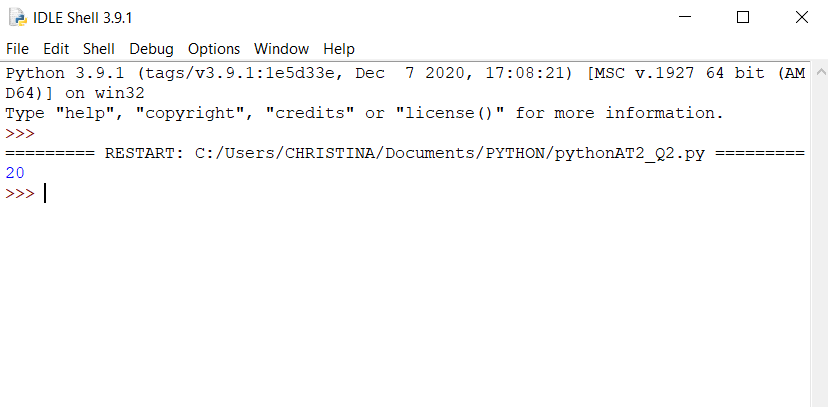 IDLE Shell 3.9.1
File Edit Shell Debug Options Window Help
Python 3.9.1 (tags/v3.9.1:1e5d33e, Dec  7 2020, 17:08:21) [MSC v.1927 64 bit (AM
D64)] on win32
Type "help", "copyright", "credits" or "license()" for more information.
>>>
========= RESTART: C:/Users/CHRISTINA/Documents/PYTHON/pythonAT2_Q2.py =========
20
>>>